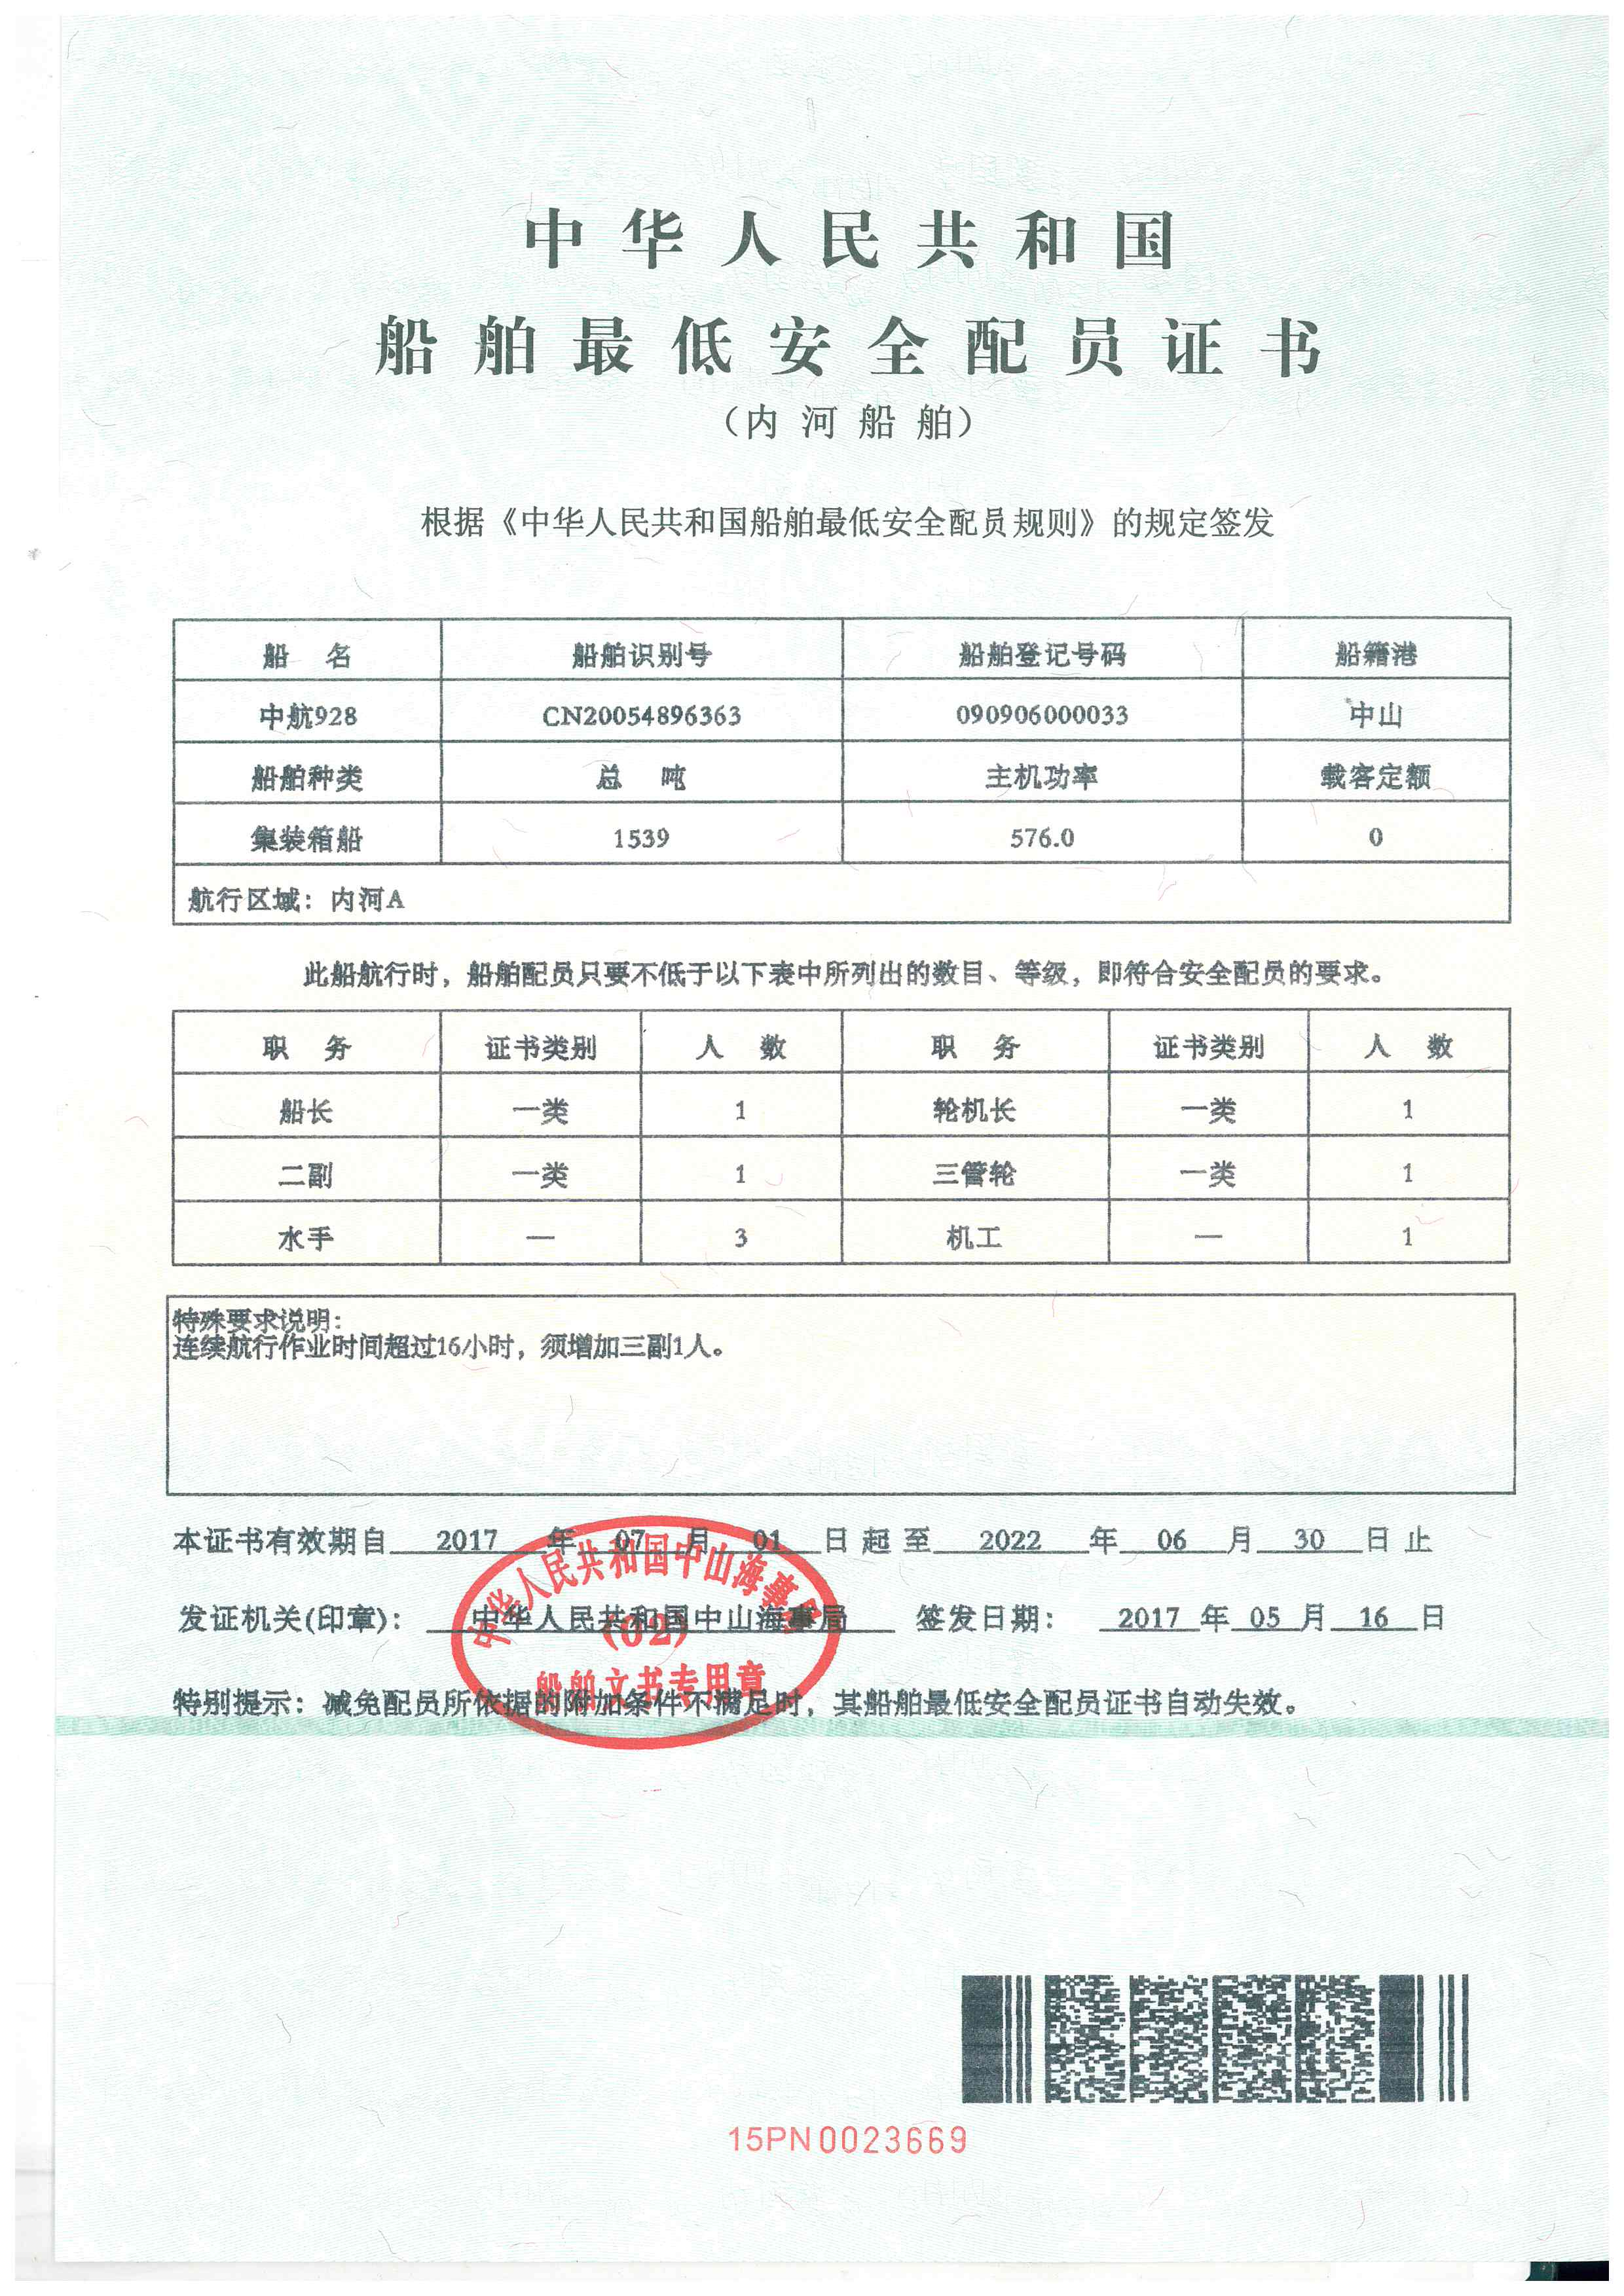 中华人民共和国
船舶最低安全配员证书
（内河船舶）
根据《中华人民共和国船舶最低安全配员规则》的规定签发
船 名 船舶识别号 船舶登记号码 船籍港
中航928 CN20054896363 090906000033 中山
船舶种类 总 吨 主机功率 载客定额
集装箱船 1539 576.0 0
航行区域：内河A
此船航行时，船舶配员只要不低于以下表中所列出的数目、等级，即符合安全配员的要求。
职 务 证书类别 人 数 职 务 证书类别 人 数
船长 一类 1 轮机长 一类 1
二副 一类 1 三管轮 一类 1
水手 — 3 机工 — 1
特殊要求说明：
连续航行作业时间超过16小时，须增加三副1人。
本证书有效期自 2017 年 07 月 01 日起至 2022 年 06 月 30 日止
发证机关(印章)： 中华人民共和国中山海事局 签发日期： 2017 年 05 月 16 日
中华人民共和国中山海事局
(02)
船舶文书专用章
特别提示：减免配员所依据的附加条件不满足时，其船舶最低安全配员证书自动失效。
15PN0023669